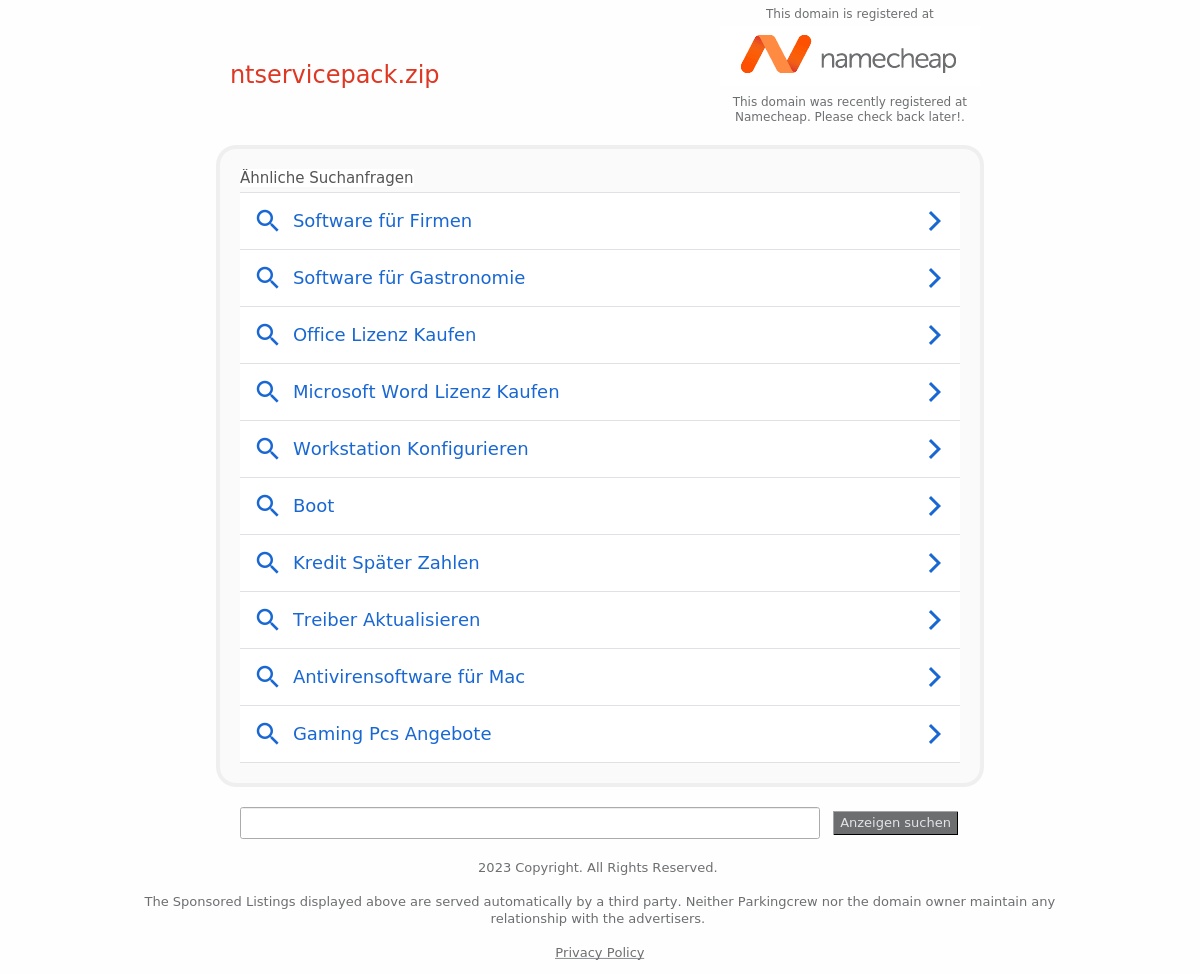 This domain is registered at
namecheap
ntservicepack.zip
This domain was recently registered at
Namecheap. Please check back later!.
Ähnliche Suchanfragen
Software für Firmen
Software für Gastronomie
Office Lizenz Kaufen
Microsoft Word Lizenz Kaufen
Workstation Konfigurieren
Boot
Kredit Später Zahlen
Treiber Aktualisieren
Antivirensoftware für Mac
Gaming Pcs Angebote
Anzeigen suchen
2023 Copyright. All Rights Reserved.
The Sponsored Listings displayed above are served automatically by a third party. Neither Parkingcrew nor the domain owner maintain any
relationship with the advertisers.
Privacy Policy